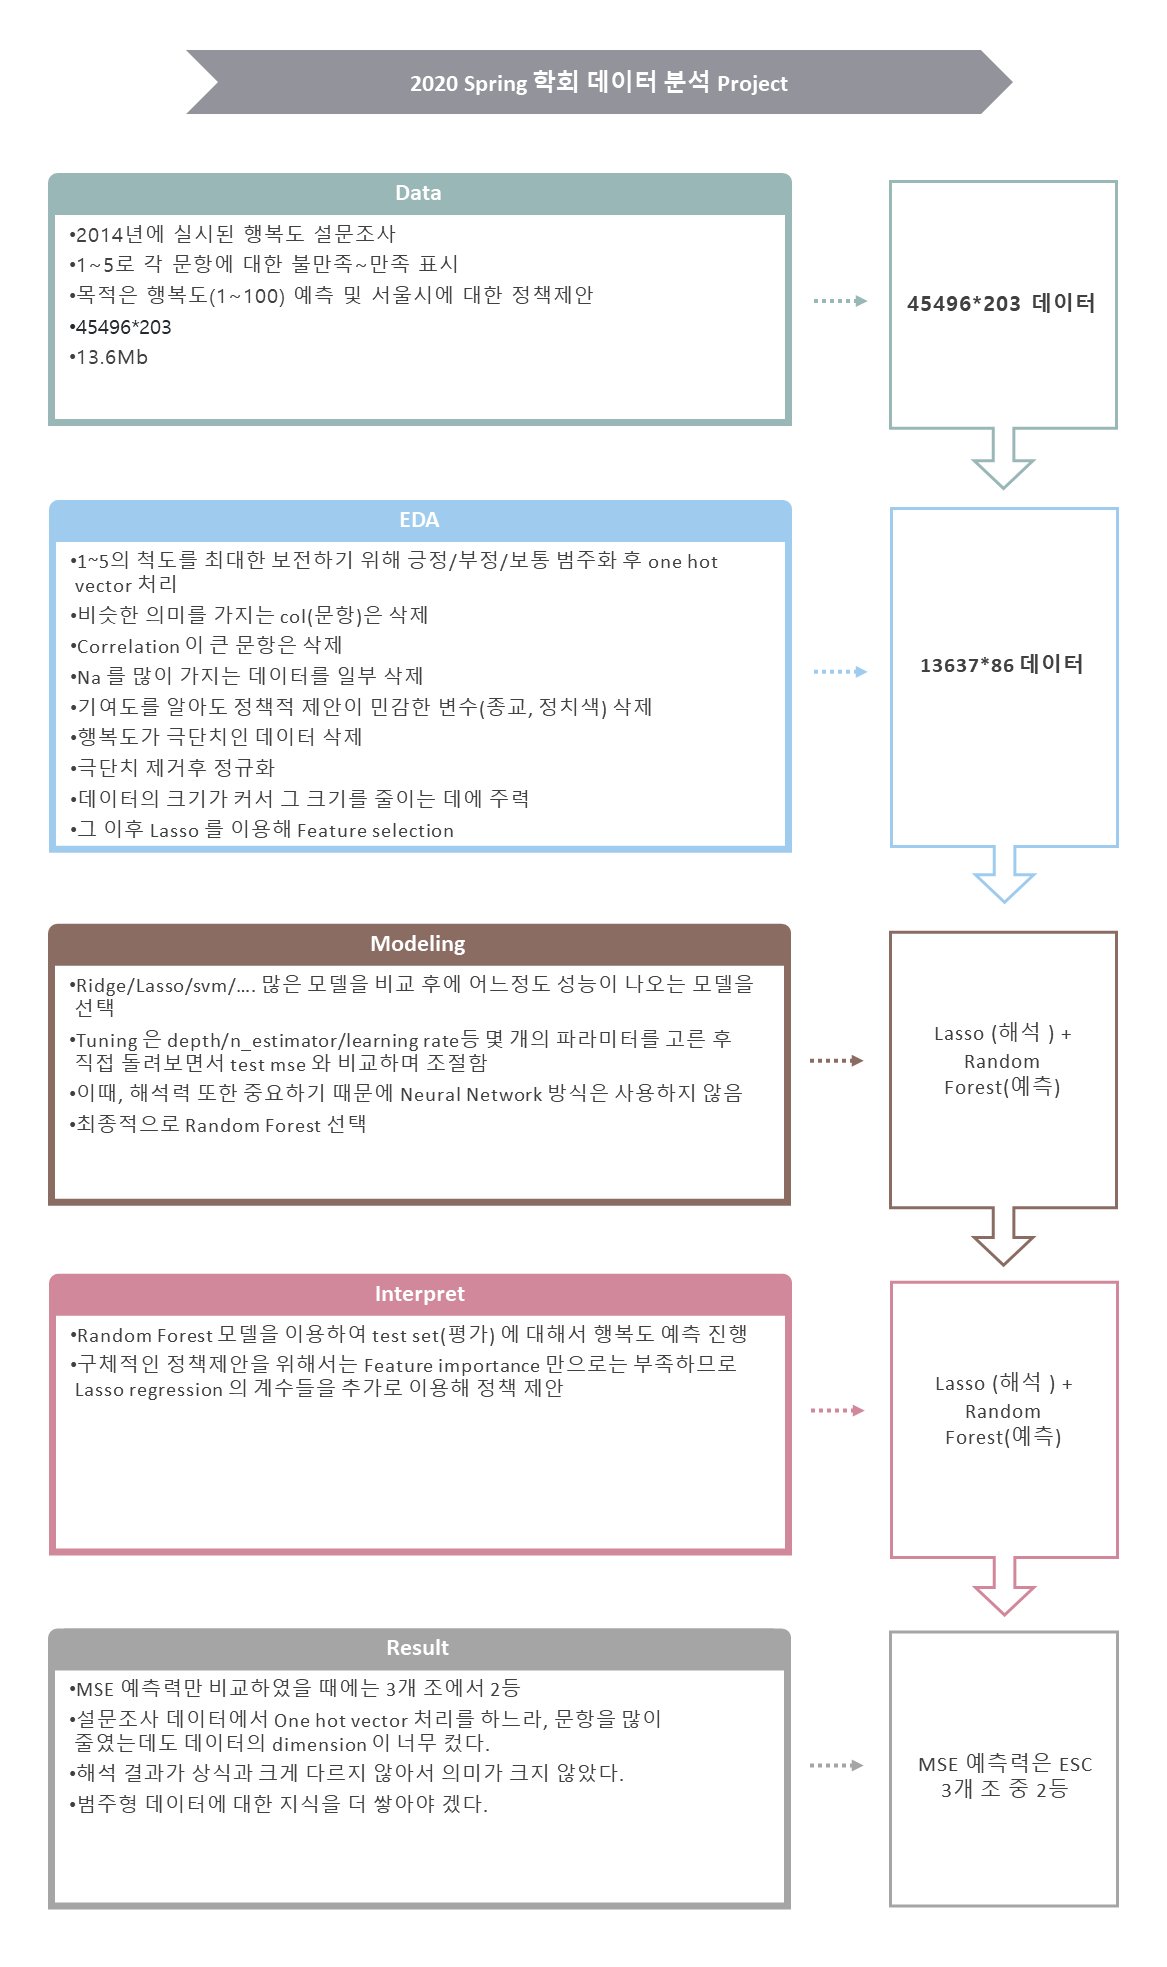 2020 Spring 학회 데이터 분석 Project
Data
•2014년에 실시된 행복도 설문조사
•1~5로 각 문항에 대한 불만족~만족 표시
•목적은 행복도(1~100) 예측 및 서울시에 대한 정책제안
•45496*203
•13.6Mb
45496*203 데이터
EDA
•1~5의 척도를 최대한 보전하기 위해 긍정/부정/보통 범주화 후 one hot
vector 처리
•비슷한 의미를 가지는 col(문항)은 삭제
•Correlation 이 큰 문항은 삭제
•Na 를 많이 가지는 데이터를 일부 삭제
•기여도를 알아도 정책적 제안이 민감한 변수(종교, 정치색) 삭제
•행복도가 극단치인 데이터 삭제
•극단치 제거후 정규화
•데이터의 크기가 커서 그 크기를 줄이는 데에 주력
•그 이후 Lasso 를 이용해 Feature selection
13637*86 데이터
Modeling
•Ridge/Lasso/svm/.... 많은 모델을 비교 후에 어느정도 성능이 나오는 모델을
선택
•Tuning 은 depth/n_estimator/learning rate등 몇 개의 파라미터를 고른 후
직접 돌려보면서 test mse 와 비교하며 조절함
•이때, 해석력 또한 중요하기 때문에 Neural Network 방식은 사용하지 않음
•최종적으로 Random Forest 선택
Lasso (해석 ) +
Random
Forest(예측)
Interpret
•Random Forest 모델을 이용하여 test set(평가) 에 대해서 행복도 예측 진행
•구체적인 정책제안을 위해서는 Feature importance 만으로는 부족하므로
Lasso regression 의 계수들을 추가로 이용해 정책 제안
Lasso (해석 ) +
Random
Forest(예측)
Result
•MSE 예측력만 비교하였을 때에는 3개 조에서 2등
•설문조사 데이터에서 One hot vector 처리를 하느라, 문항을 많이
줄였는데도 데이터의 dimension 이 너무 컸다.
•해석 결과가 상식과 크게 다르지 않아서 의미가 크지 않았다.
•범주형 데이터에 대한 지식을 더 쌓아야 겠다.
MSE 예측력은 ESC
3개 조 중 2등